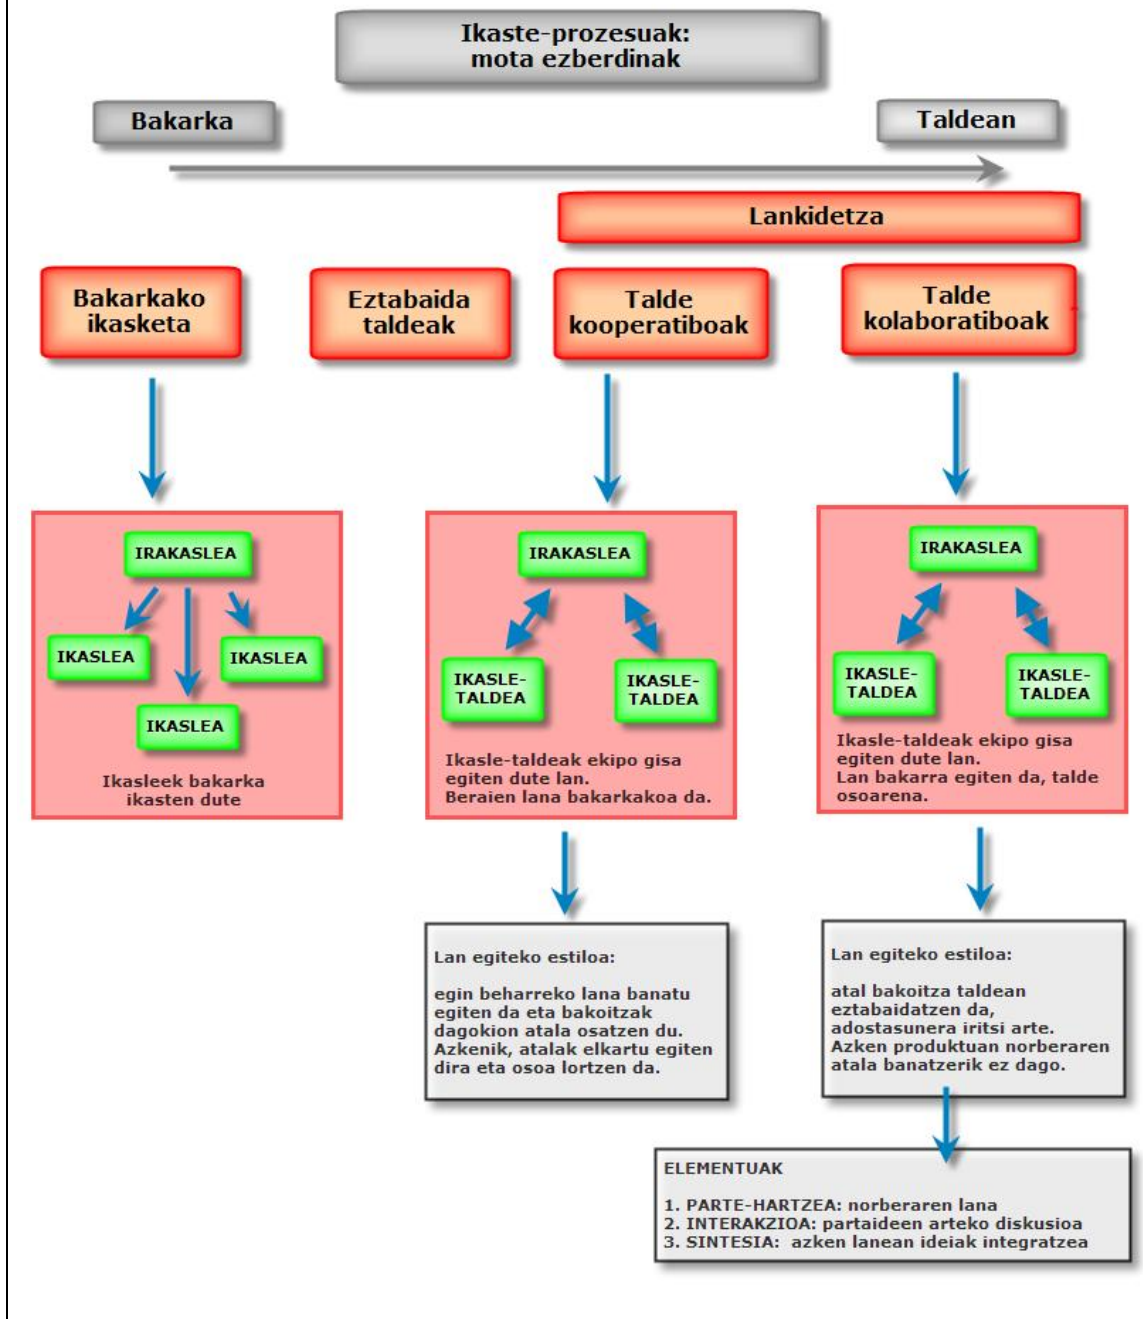 Ikaste-prozesuak:
mota ezberdinak
Bakarka
Taldean
Lankidetza
Bakarkako
ikasketa
Eztabaida
taldeak
Talde
kooperatiboak
Talde
kolaboratiboak
IRAKASLEA
IKASLEA
IKASLEA
IKASLEA
Ikasleek bakarka
ikasten dute
IRAKASLEA
IKASLE-
TALDEA
IKASLE-
TALDEA
Ikasle-taldeak ekipo gisa
egiten dute lan.
Beraien lana bakarkakoa da.
IRAKASLEA
IKASLE-
TALDEA
IKASLE-
TALDEA
Ikasle-taldeak ekipo gisa
egiten dute lan.
Lan bakarra egiten da, talde
osoarena.
Lan egiteko estiloa:
egin beharreko lana banatu
egiten da eta bakoitzak
dagokion atala osatzen du.
Azkenik, atalak elkartu egiten
dira eta osoa lortzen da.
Lan egiteko estiloa:
atal bakoitza taldean
eztabaidatzen da,
adostasunera iritsi arte.
Azken produktuan norberaren
atala banatzerik ez dago.
ELEMENTUAK
1. PARTE-HARTZEA: norberaren lana
2. INTERAKZIOA: partaideen arteko diskusioa
3. SINTESIA:  azken lanean ideiak integratzea